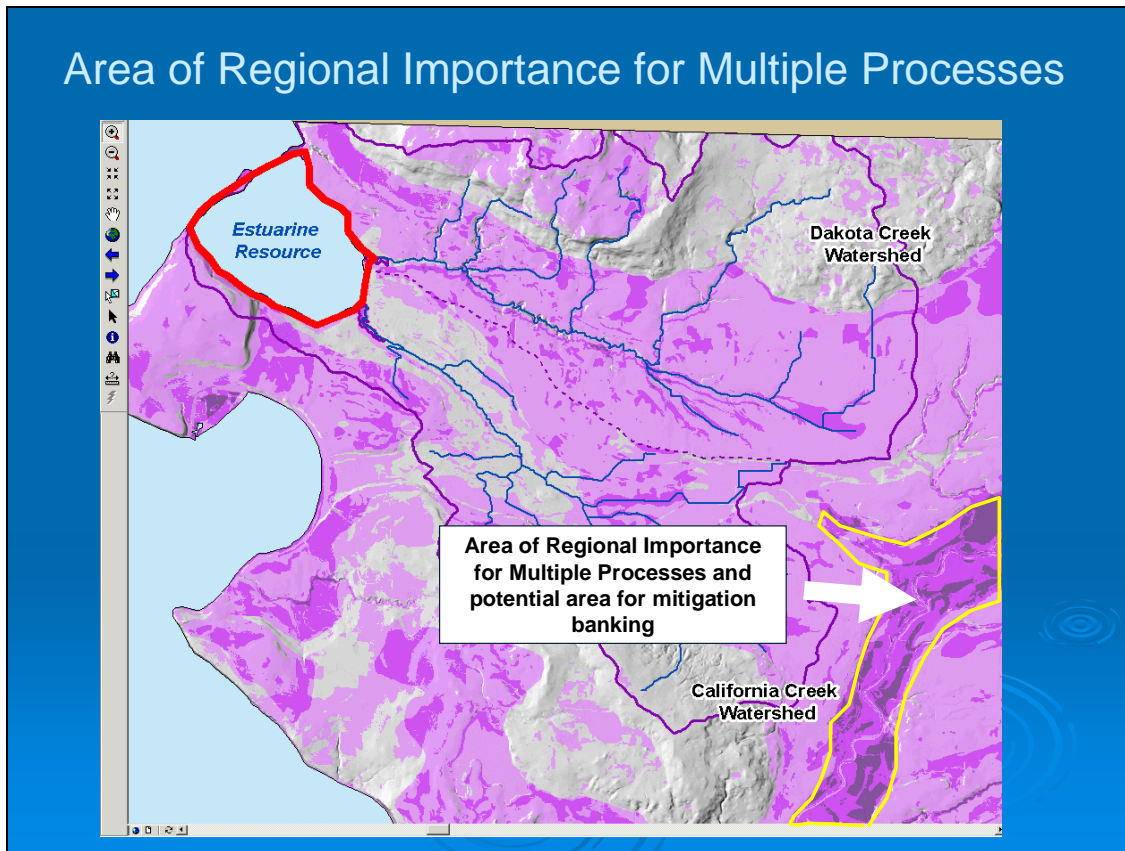 Area of Regional Importance for Multiple Processes
Estuarine
Resource
Dakota Creek
Watershed
Area of Regional Importance
for Multiple Processes and
potential area for mitigation
banking
California Creek
Watershed